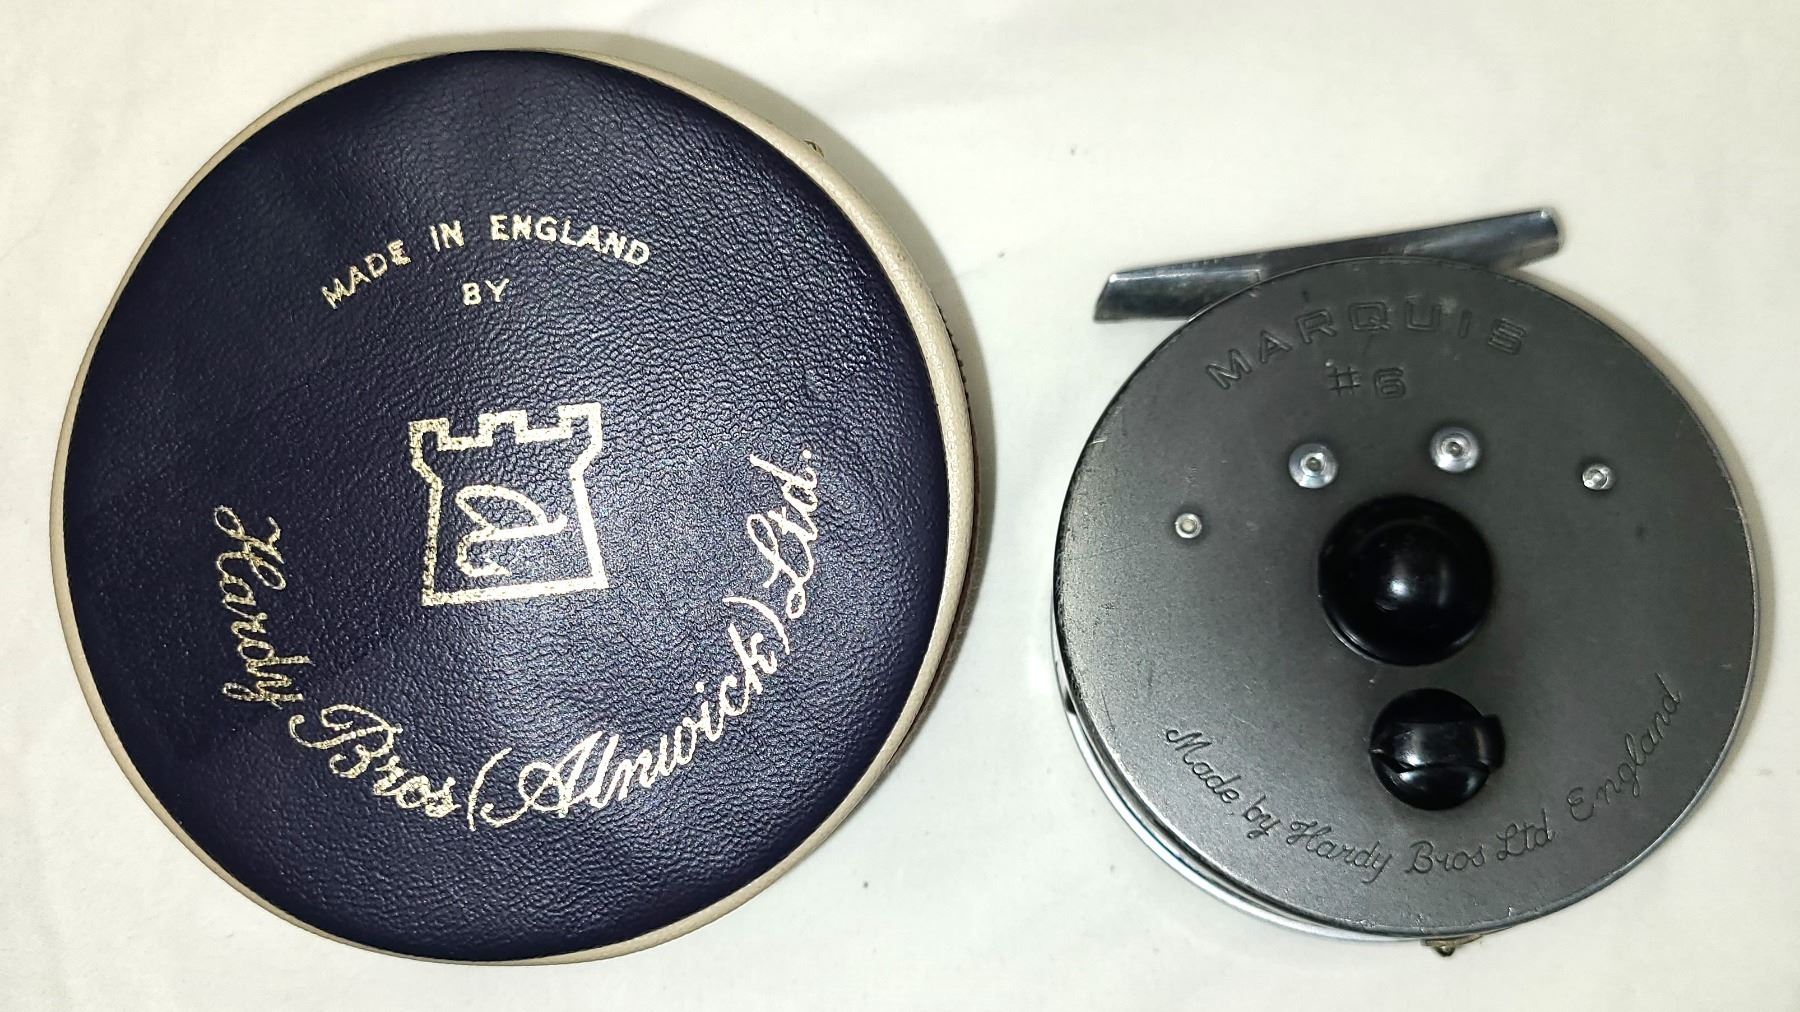 MADE IN ENGLAND
BY
a
Hardy Bros (Alnwick) Ltd.
MARQUIS
#6
Made by Hardy Bros Ltd England